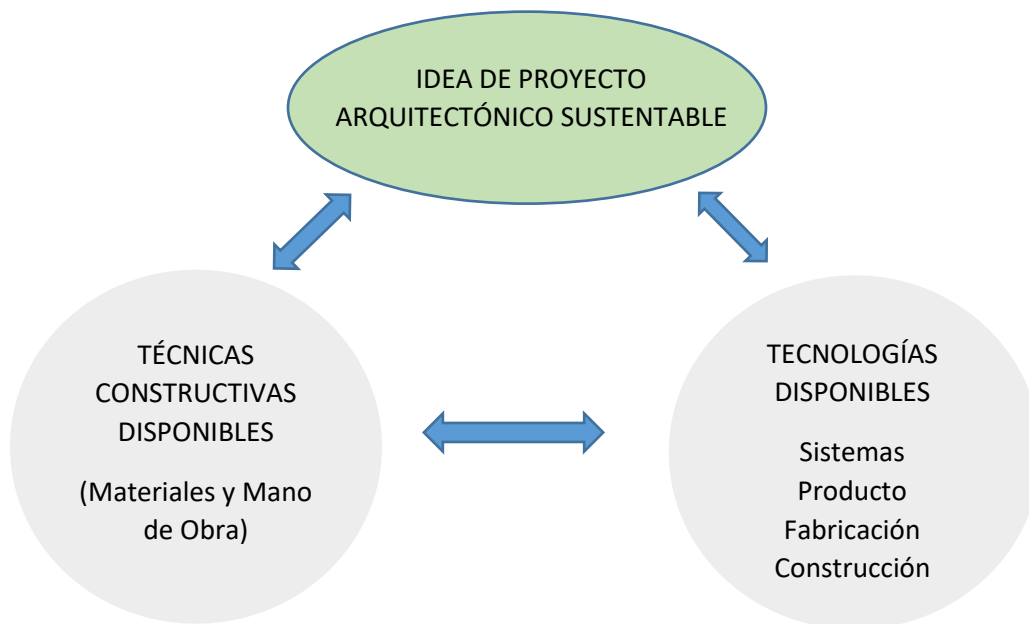 IDEA DE PROYECTO
ARQUITECTÓNICO SUSTENTABLE
TÉCNICAS
CONSTRUCTIVAS
DISPONIBLES
(Materiales y Mano
de Obra)
TECNOLOGÍAS
DISPONIBLES
Sistemas
Producto
Fabricación
Construcción